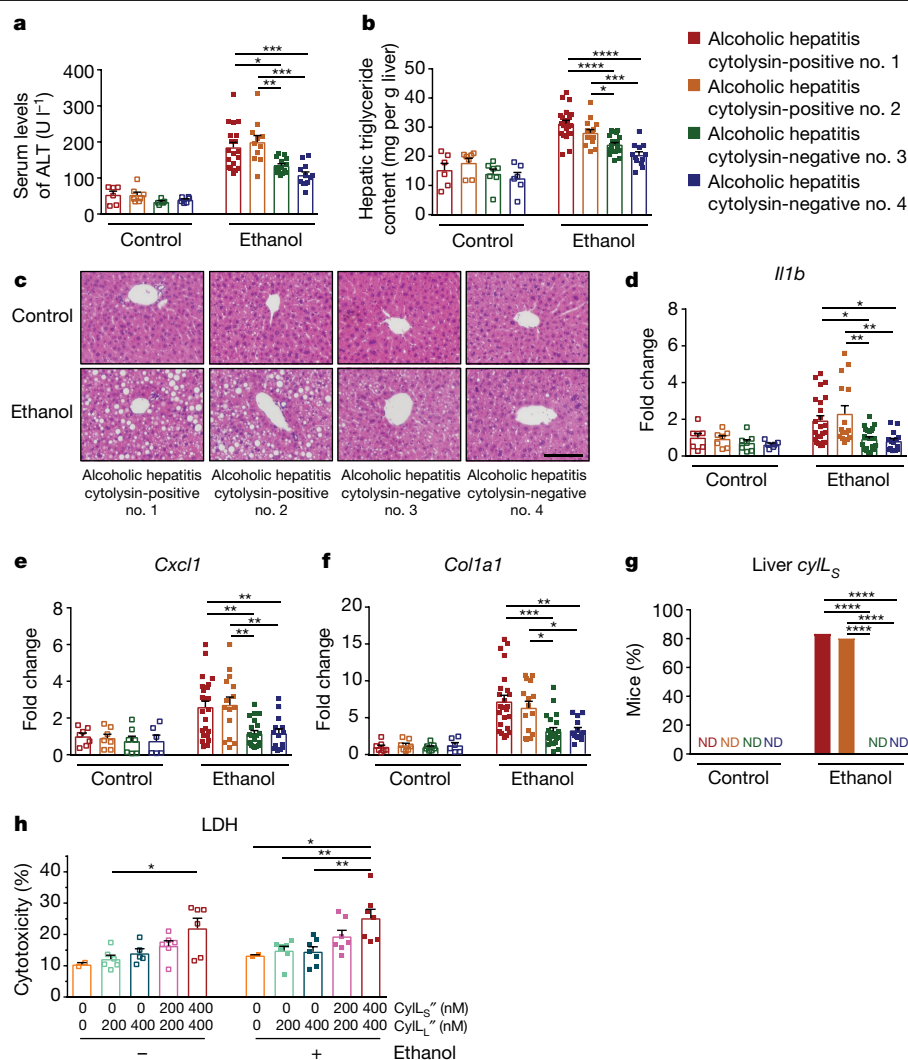 a
Serum levels
of ALT (U l−1)
400
300
200
100
0
***
*
***
**
Control
Ethanol
b
Hepatic triglyceride
content (mg per g liver)
50
40
30
20
10
0
****
****
***
*
Control
Ethanol
Alcoholic hepatitis
cytolysin-positive no. 1
Alcoholic hepatitis
cytolysin-positive no. 2
Alcoholic hepatitis
cytolysin-negative no. 3
Alcoholic hepatitis
cytolysin-negative no. 4
c
Control
Ethanol
Alcoholic hepatitis
cytolysin-positive
no. 1
Alcoholic hepatitis
cytolysin-positive
no. 2
Alcoholic hepatitis
cytolysin-negative
no. 3
Alcoholic hepatitis
cytolysin-negative
no. 4
d
Il1b
Fold change
8
6
4
2
0
*
*
**
**
Control
Ethanol
e
Cxcl1
Fold change
8
6
4
2
0
**
**
**
**
Control
Ethanol
f
Col1a1
Fold change
20
15
10
5
0
**
***
*
*
Control
Ethanol
g
Liver cylLS
Mice (%)
100
80
60
40
20
0
****
****
****
****
ND ND ND ND
ND ND
Control
Ethanol
h
LDH
Cytotoxicity (%)
40
30
20
10
0
*
*
**
**
0 0 0 200 400 0 0 0 200 400 CylLS″ (nM)
0 200 400 200 400 0 200 400 200 400 CylLL″ (nM)
− + Ethanol